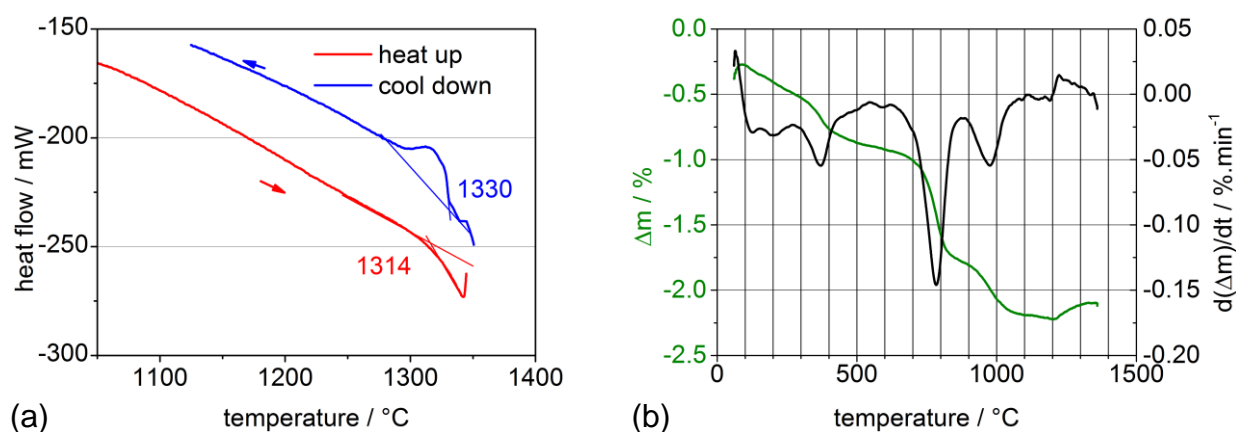 -150
-200
-250
-300
heat flow / mW
heat up
cool down
1330
1314
1100 1200 1300 1400
temperature / °C
(a)
0.0
-0.5
-1.0
-1.5
-2.0
-2.5
Δm / %
0.05
0.00
-0.05
-0.10
-0.15
-0.20
d(Δm)/dt / %.min⁻¹
0 500 1000 1500
temperature / °C
(b)